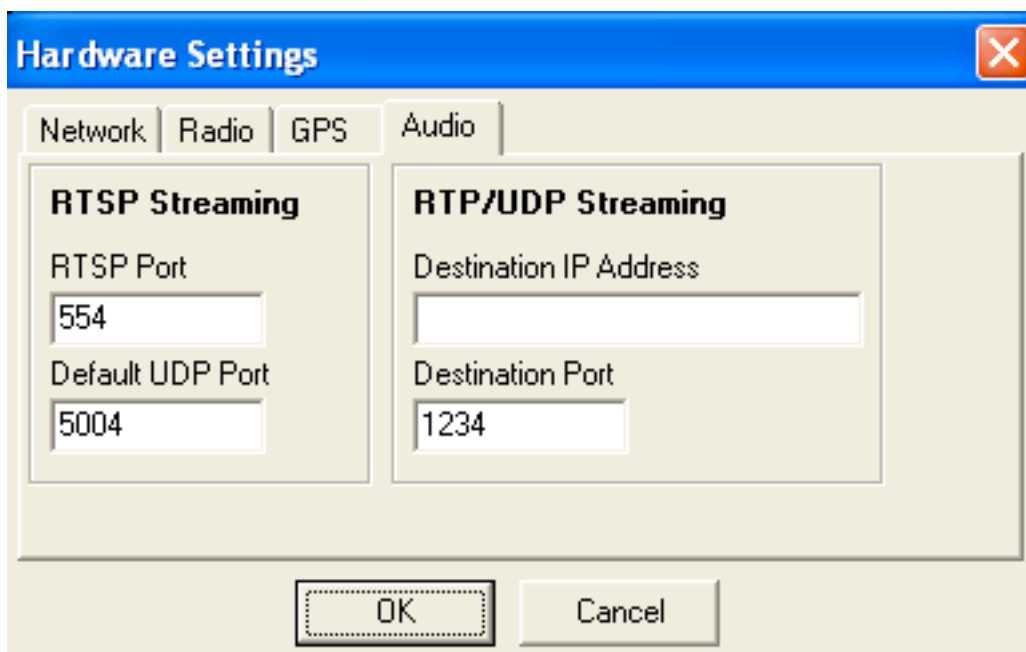 Hardware Settings
Network Radio GPS Audio
RTSP Streaming
RTSP Port
554
Default UDP Port
5004
RTP/UDP Streaming
Destination IP Address
Destination Port
1234
OK Cancel